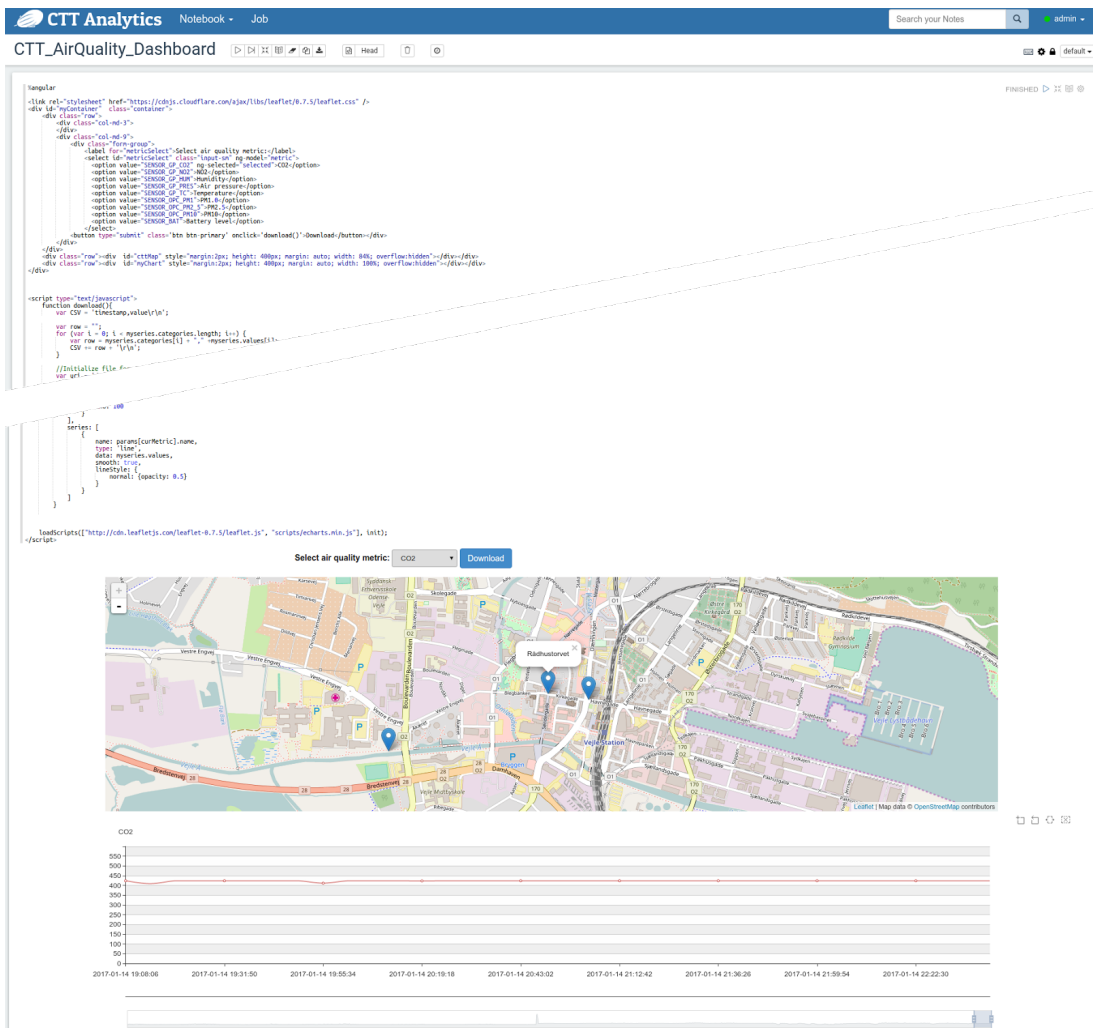 CTT Analytics Notebook Job Search your Notes admin
CTT_AirQuality_Dashboard Head default
%angular
FINISHED
<link rel="stylesheet" href="https://cdnjs.cloudflare.com/ajax/libs/leaflet/0.7.5/leaflet.css" />
<div id="myContainer" class="container">
<div class="row">
<div class="col-md-3">
</div>
<div class="col-md-9">
<div class="form-group">
<label for="metricSelect">Select air quality metric:</label>
<select id="metricSelect" class="input-sm" ng-model="metric">
<option value="SENSOR_GP_CO2" ng-selected="selected">CO2</option>
<option value="SENSOR_GP_NO2">NO2</option>
<option value="SENSOR_GP_HUM">Humidity</option>
<option value="SENSOR_GP_PRES">Air pressure</option>
<option value="SENSOR_GP_TC">Temperature</option>
<option value="SENSOR_OPC_PM1">PM1.0</option>
<option value="SENSOR_OPC_PM2_5">PM2.5</option>
<option value="SENSOR_OPC_PM10">PM10</option>
<option value="SENSOR_BAT">Battery level</option>
</select>
<button type="submit" class="btn btn-primary" onclick="download()">Download</button></div>
</div>
</div>
<div class="row"><div id="cttMap" style="margin:2px; height: 400px; margin: auto; width: 84%; overflow:hidden"></div></div>
<div class="row"><div id="myChart" style="margin:2px; height: 400px; margin: auto; width: 100%; overflow:hidden"></div></div>
</div>
<script type="text/javascript">
function download(){
var CSV = 'timestamp,value\r\n';
var row = "";
for (var i = 0; i < myseries.categories.length; i++) {
var row = myseries.categories[i] + "," +myseries.values[i];
CSV += row + '\r\n';
}
//Initialize file
var uri =
100
}
],
series: [
{
name: params[curMetric].name,
type: 'line',
data: myseries.values,
smooth: true,
lineStyle: {
normal: {opacity: 0.5}
}
}
]
}
loadScripts(["http://cdn.leafletjs.com/leaflet-0.7.5/leaflet.js", "scripts/echarts.min.js"], init);
</script>
Select air quality metric: CO2 Download
+
-
Skolegade
Vestre Engvej
Boulevarden
Rådhustorvet
×
Gymnasium
Havnegade
Vejle Lystbådehavn
Vejle Station
Bryggen
Damhaven
Bredstenvej
Leaflet | Map data © OpenStreetMap contributors
CO2
550
500
450
400
350
300
250
200
150
100
50
0
2017-01-14 19:08:06 2017-01-14 19:31:50 2017-01-14 19:55:34 2017-01-14 20:19:18 2017-01-14 20:43:02 2017-01-14 21:12:42 2017-01-14 21:36:26 2017-01-14 21:59:54 2017-01-14 22:22:30